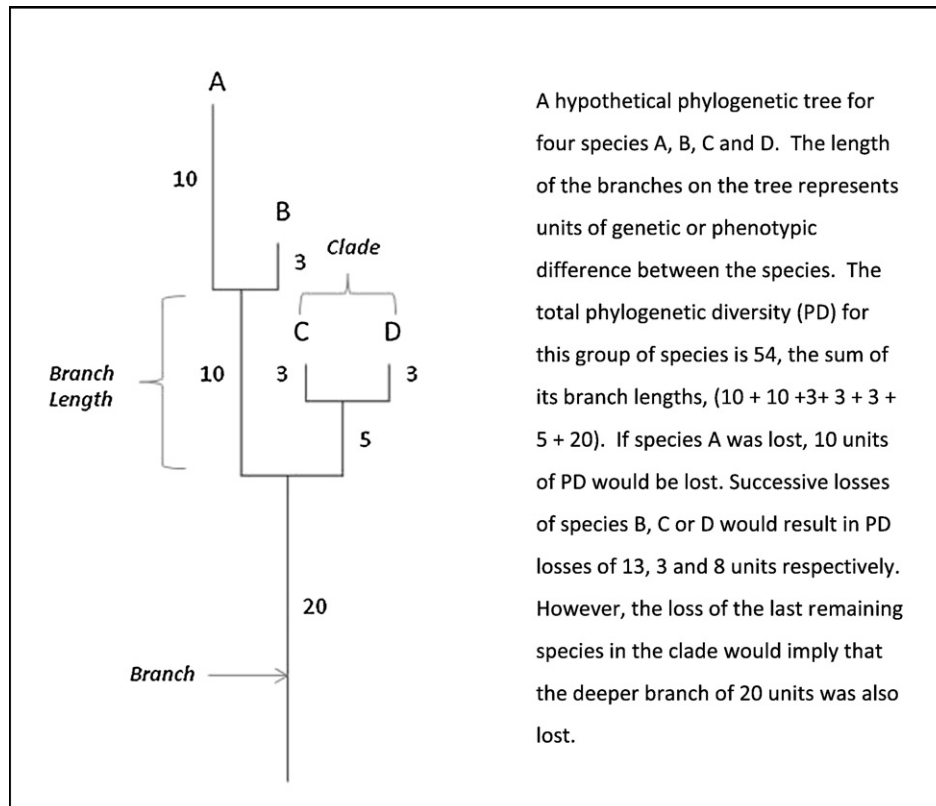 A
10
B
3
Clade
C
D
Branch
Length
10
3
3
5
20
Branch
A hypothetical phylogenetic tree for
four species A, B, C and D. The length
of the branches on the tree represents
units of genetic or phenotypic
difference between the species. The
total phylogenetic diversity (PD) for
this group of species is 54, the sum of
its branch lengths, (10 + 10 +3+ 3 + 3 +
5 + 20). If species A was lost, 10 units
of PD would be lost. Successive losses
of species B, C or D would result in PD
losses of 13, 3 and 8 units respectively.
However, the loss of the last remaining
species in the clade would imply that
the deeper branch of 20 units was also
lost.